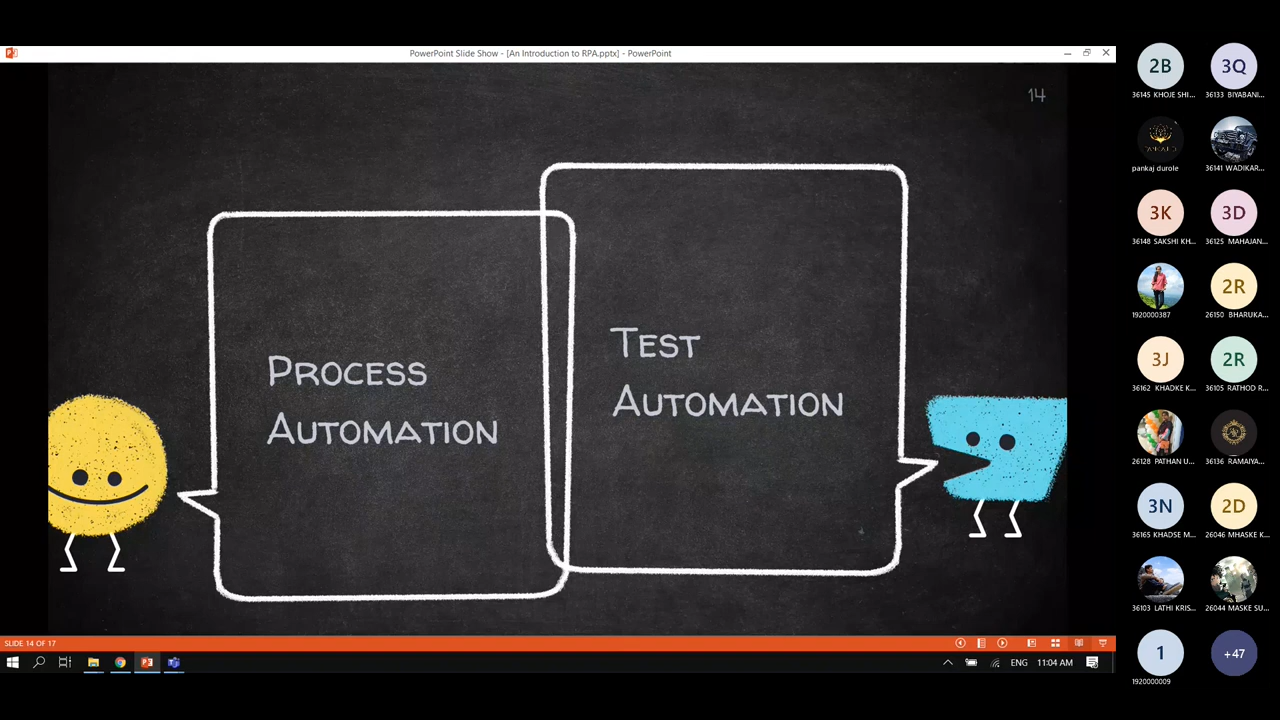 PowerPoint Slide Show - [An Introduction to RPA.pptx] - PowerPoint
14
PROCESS
AUTOMATION
TEST
AUTOMATION
SLIDE 14 OF 17
ENG
11:04 AM
2B
3Q
36145 KHOJE SHI...
36133 BIYABANI...
pankaj durole
36141 WADIKAR...
3K
3D
36148 SAKSHI KH...
36125 MAHAJAN...
2R
1920000387
26150 BHARUKA...
3J
2R
36162 KHADKE K...
36105 RATHOD R...
26128 PATHAN U...
36136 RAMAIYA...
3N
2D
36165 KHADSE M...
26046 MHASKE K...
36103 LATHI KRIS...
26044 MASKE SU...
1
+47
1920000009